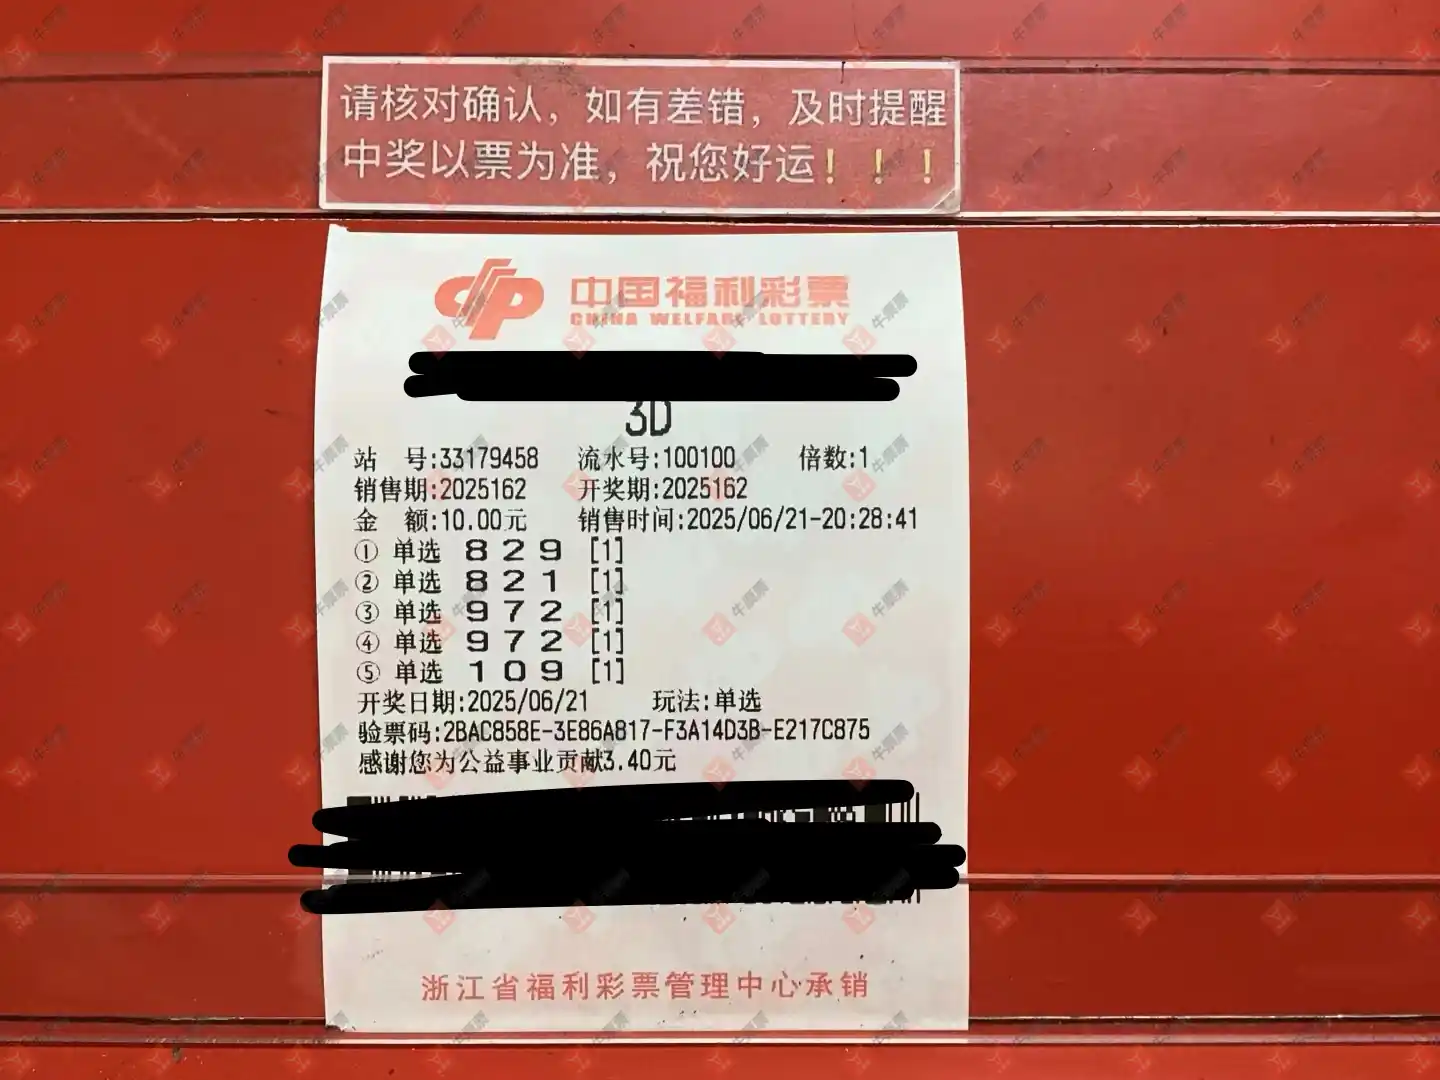 请核对确认，如有差错，及时提醒
中奖以票为准，祝您好运！！！
中国福利彩票
CHINA WELFARE LOTTERY
3D
站 号:33179458 流水号:100100 倍数:1
销售期:2025162 开奖期:2025162
金 额:10.00元 销售时间:2025/06/21-20:28:41
① 单选 8 2 9 [1]
② 单选 8 2 1 [1]
③ 单选 9 7 2 [1]
④ 单选 9 7 2 [1]
⑤ 单选 1 0 9 [1]
开奖日期:2025/06/21 玩法:单选
验票码:2BAC858E-3E86A817-F3A14D3B-E217C875
感谢您为公益事业贡献3.40元
浙江省福利彩票管理中心承销
牛票票